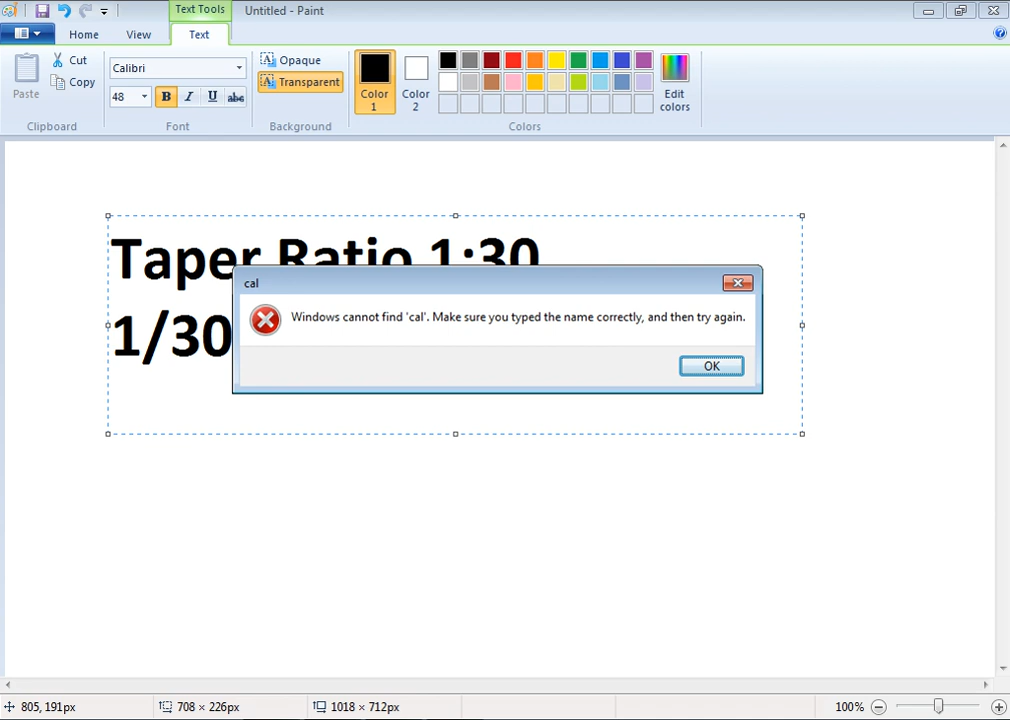 Text Tools
Untitled - Paint
Home
View
Text
Paste
Cut
Copy
Clipboard
Calibri
48
B
I
U
abc
Font
Opaque
Transparent
Background
Color 1
Color 2
Edit colors
Colors
Taper Ratio 1:30
1/30
cal
Windows cannot find 'cal'. Make sure you typed the name correctly, and then try again.
OK
805, 191px
708 × 226px
1018 × 712px
100%